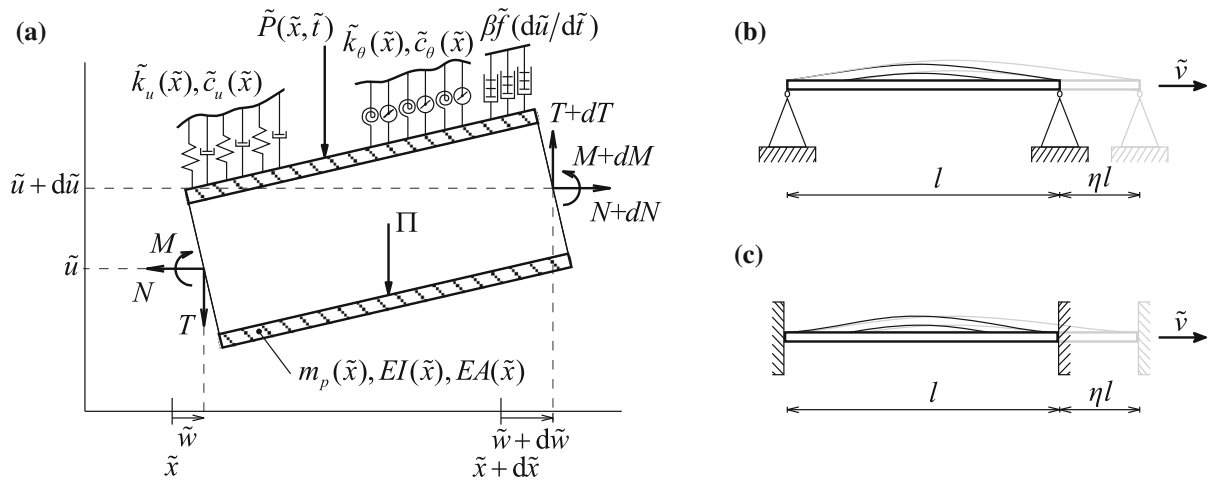 (a)
P̃(x̃,t̃)
βf̃(dũ/dt̃)
k̃_θ(x̃),c̃_θ(x̃)
k̃_u(x̃),c̃_u(x̃)
T+dT
M+dM
N+dN
ũ+dũ
Π
M
ũ
N
T
m_p(x̃),EI(x̃),EA(x̃)
w̃
x̃
w̃+dw̃
x̃+dx̃
(b)
ṽ
l
ηl
(c)
ṽ
l
ηl